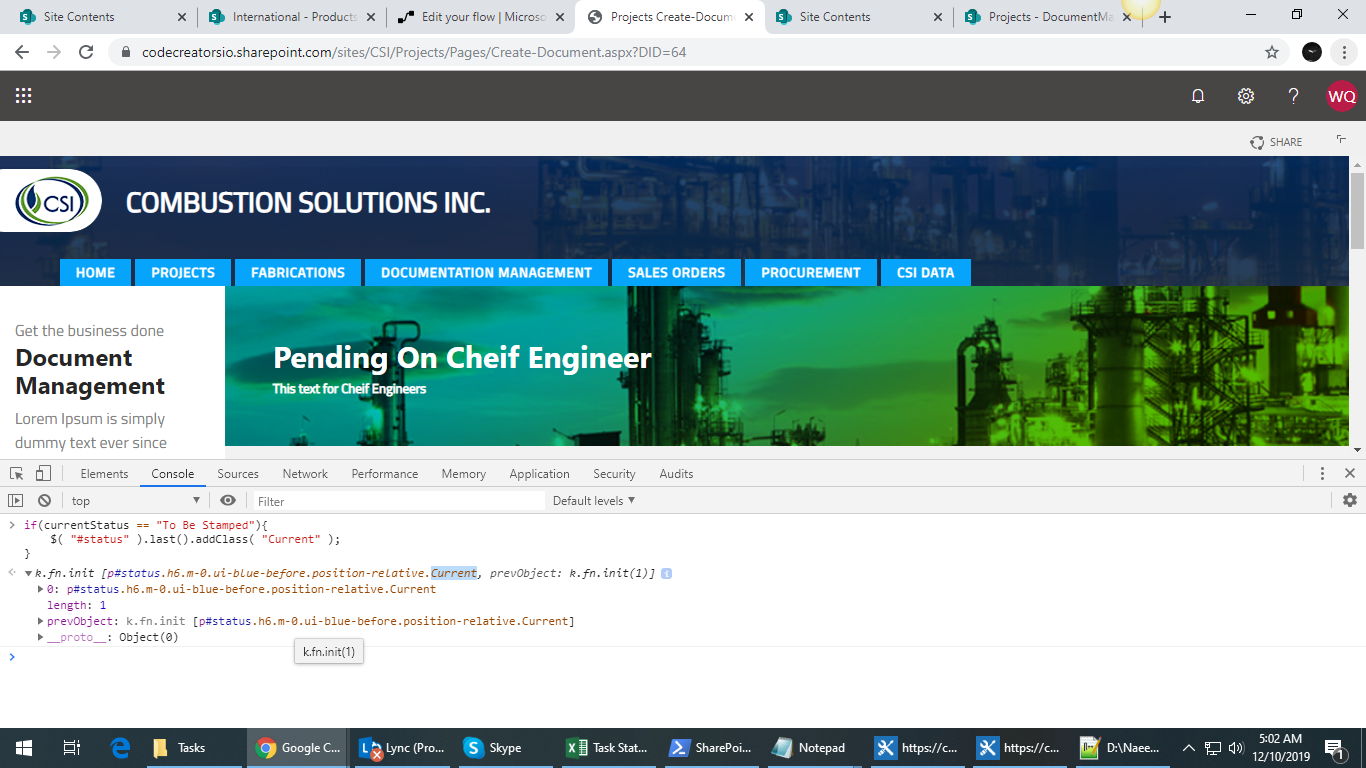 Site Contents
International - Products
Edit your flow | Microso
Projects Create-Docume
Site Contents
Projects - DocumentMa
codecreatorsio.sharepoint.com/sites/CSI/Projects/Pages/Create-Document.aspx?DID=64
WQ
SHARE
CSI
COMBUSTION SOLUTIONS INC.
HOME PROJECTS FABRICATIONS DOCUMENTATION MANAGEMENT SALES ORDERS PROCUREMENT CSI DATA
Get the business done
Document
Management
Lorem Ipsum is simply
dummy text ever since
Pending On Cheif Engineer
This text for Cheif Engineers
Elements Console Sources Network Performance Memory Application Security Audits
top Filter Default levels ▼
> if(currentStatus == "To Be Stamped"){
$( "#status" ).last().addClass( "Current" );
}
k.fn.init [p#status.h6.m-0.ui-blue-before.position-relative.Current, prevObject: k.fn.init(1)] i
0: p#status.h6.m-0.ui-blue-before.position-relative.Current
length: 1
prevObject: k.fn.init [p#status.h6.m-0.ui-blue-before.position-relative.Current]
__proto__: Object(0)
k.fn.init(1)
>
Tasks
Google C...
Lync (Pro...
Skype
Task Stat...
SharePoi...
Notepad
https://c...
https://c...
D:\Naee...
5:02 AM
12/10/2019
1